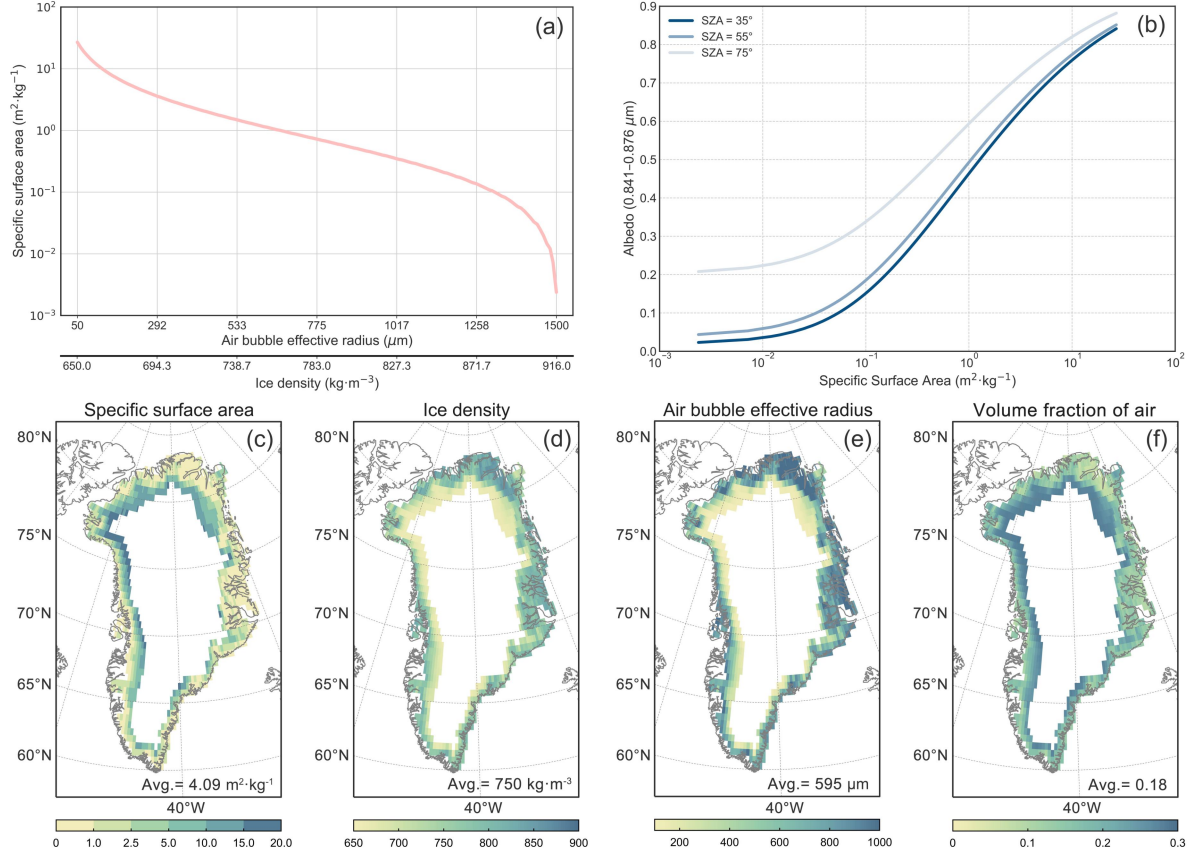 (a)
Specific surface area (m²·kg⁻¹)
10²
10¹
10⁰
10⁻¹
10⁻²
10⁻³
50 292 533 775 1017 1258 1500
Air bubble effective radius (μm)
650.0 694.3 738.7 783.0 827.3 871.7 916.0
Ice density (kg·m⁻³)
(b)
SZA = 35°
SZA = 55°
SZA = 75°
Albedo (0.841–0.876 μm)
0.9
0.8
0.7
0.6
0.5
0.4
0.3
0.2
0.1
0.0
10⁻³ 10⁻² 10⁻¹ 10⁰ 10¹ 10²
Specific Surface Area (m²·kg⁻¹)
Specific surface area
(c)
80°N
75°N
70°N
65°N
60°N
Avg.= 4.09 m²·kg⁻¹
40°W
0 1.0 2.5 5.0 10.0 15.0 20.0
Ice density
(d)
80°N
75°N
70°N
65°N
60°N
Avg.= 750 kg·m⁻³
40°W
650 700 750 800 850 900
Air bubble effective radius
(e)
80°N
75°N
70°N
65°N
60°N
Avg.= 595 μm
40°W
200 400 600 800 1000
Volume fraction of air
(f)
80°N
75°N
70°N
65°N
60°N
Avg.= 0.18
40°W
0 0.1 0.2 0.3